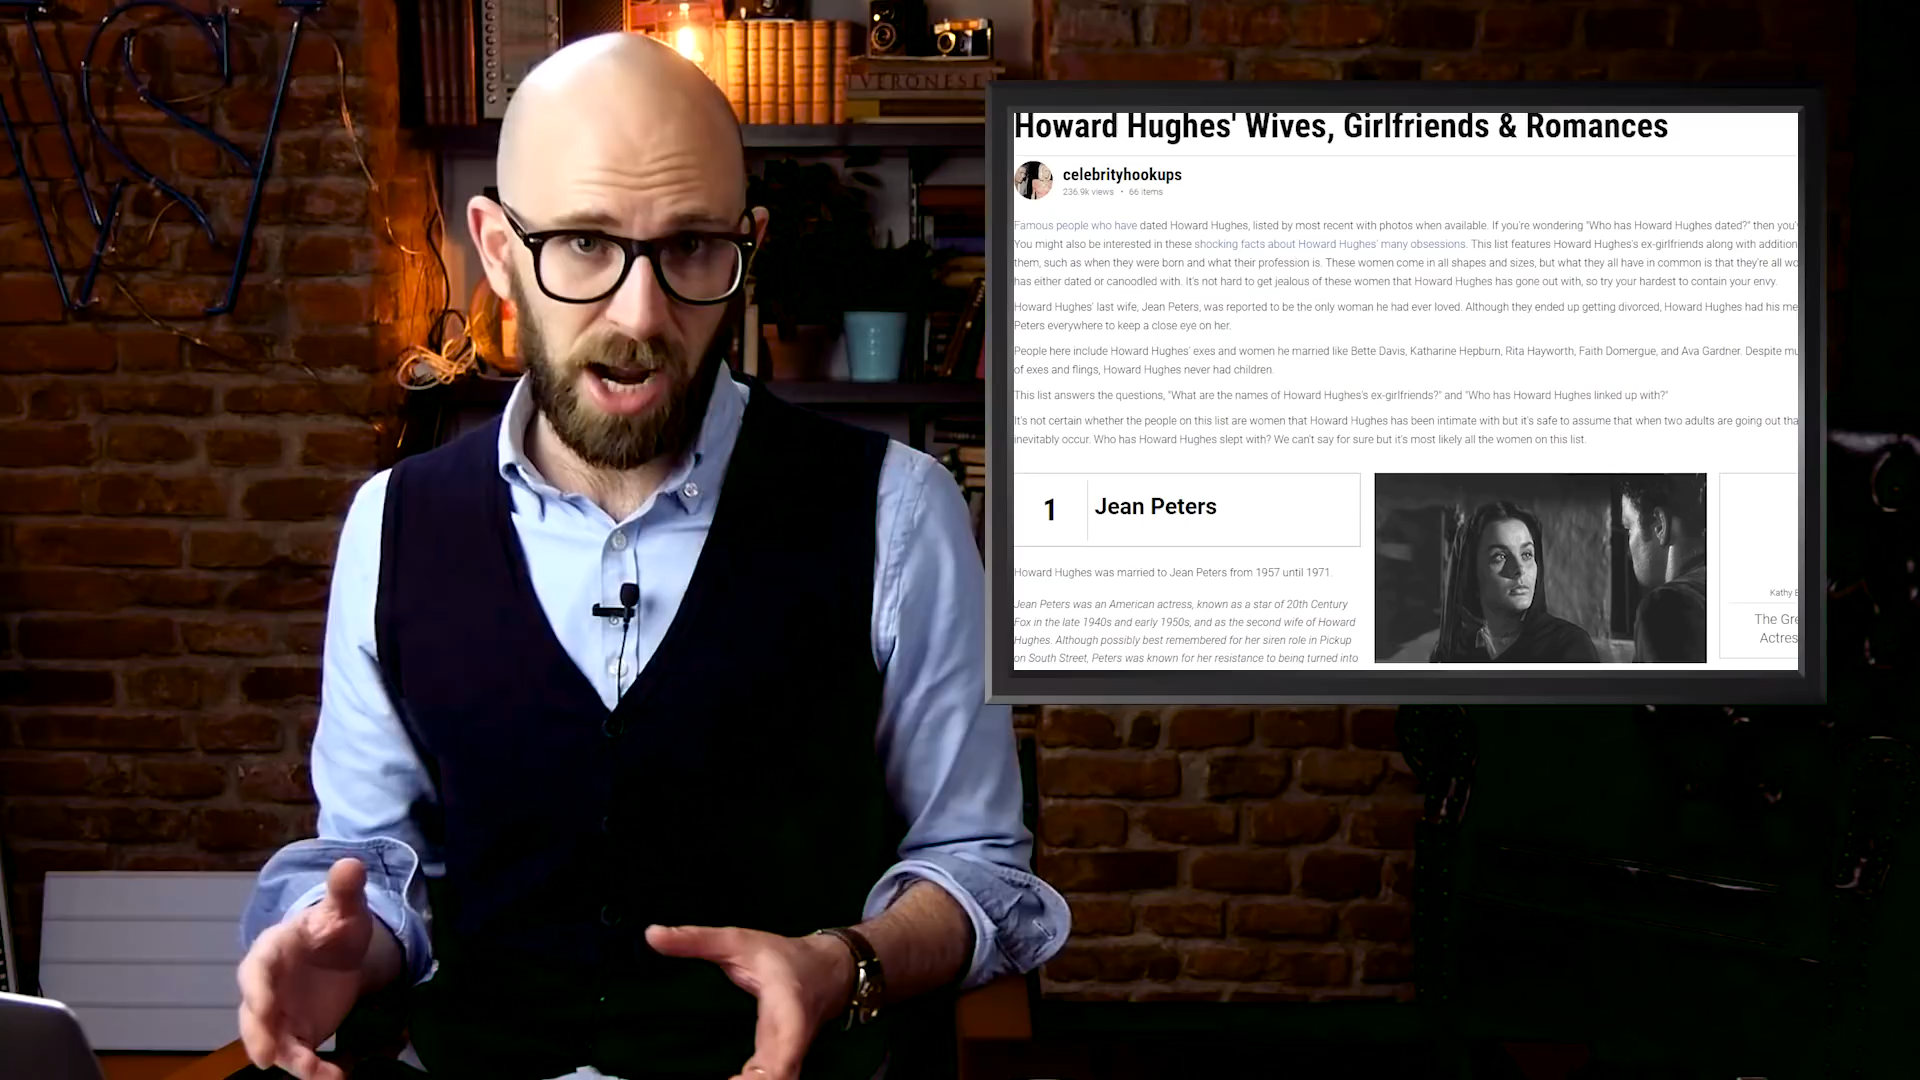 VERONESE
Howard Hughes' Wives, Girlfriends & Romances
celebrityhookups
236.9k views • 66 items
Famous people who have dated Howard Hughes, listed by most recent with photos when available. If you're wondering "Who has Howard Hughes dated?" then you'
You might also be interested in these shocking facts about Howard Hughes' many obsessions. This list features Howard Hughes's ex-girlfriends along with addition
them, such as when they were born and what their profession is. These women come in all shapes and sizes, but what they all have in common is that they're all wo
has either dated or canoodled with. It's not hard to get jealous of these women that Howard Hughes has gone out with, so try your hardest to contain your envy.
Howard Hughes' last wife, Jean Peters, was reported to be the only woman he had ever loved. Although they ended up getting divorced, Howard Hughes had his me
Peters everywhere to keep a close eye on her.
People here include Howard Hughes' exes and women he married like Bette Davis, Katharine Hepburn, Rita Hayworth, Faith Domergue, and Ava Gardner. Despite mu
of exes and flings, Howard Hughes never had children.
This list answers the questions, "What are the names of Howard Hughes's ex-girlfriends?" and "Who has Howard Hughes linked up with?"
It's not certain whether the people on this list are women that Howard Hughes has been intimate with but it's safe to assume that when two adults are going out tha
inevitably occur. Who has Howard Hughes slept with? We can't say for sure but it's most likely all the women on this list.
1 Jean Peters
Howard Hughes was married to Jean Peters from 1957 until 1971.
Jean Peters was an American actress, known as a star of 20th Century
Fox in the late 1940s and early 1950s, and as the second wife of Howard
Hughes. Although possibly best remembered for her siren role in Pickup
on South Street, Peters was known for her resistance to being turned into
Kathy B
The Gre
Actres